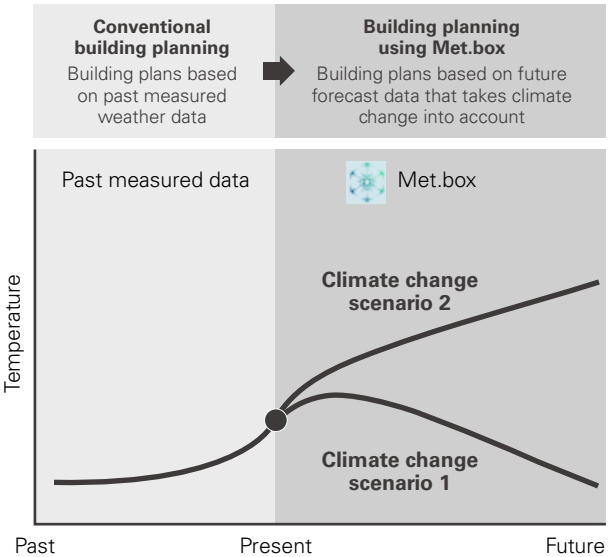 Conventional
building planning
Building plans based
on past measured
weather data
Building planning
using Met.box
Building plans based on future
forecast data that takes climate
change into account
Past measured data
Met.box
Temperature
Climate change
scenario 2
Climate change
scenario 1
Past
Present
Future